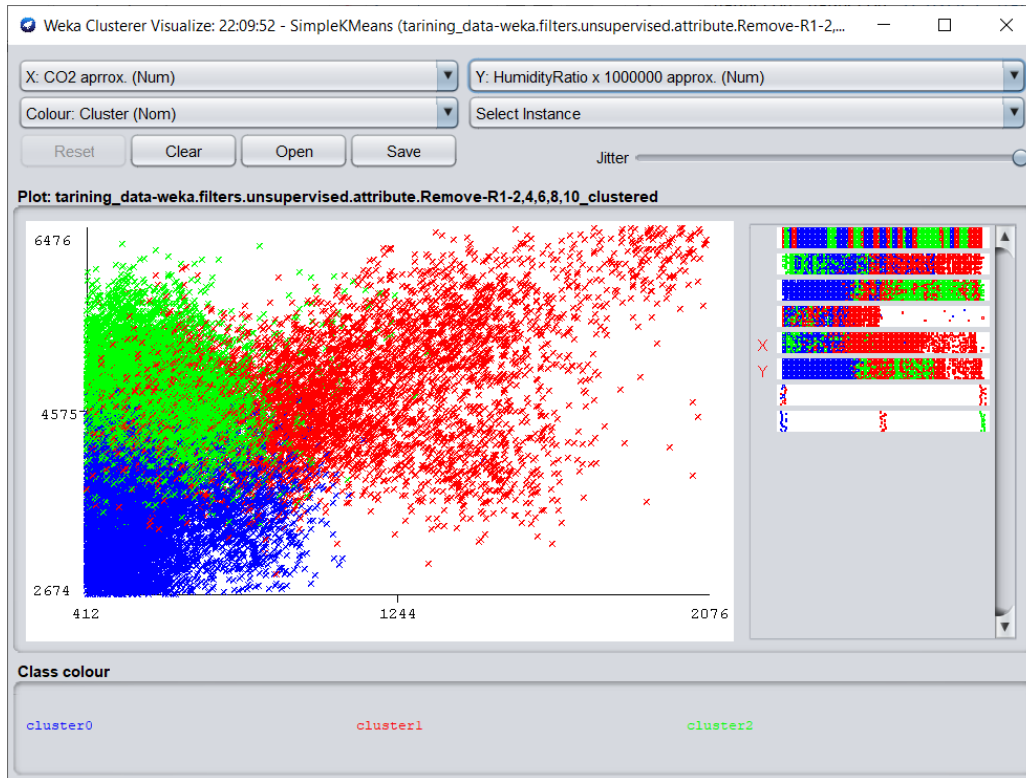 Weka Clusterer Visualize: 22:09:52 - SimpleKMeans (tarining_data-weka.filters.unsupervised.attribute.Remove-R1-2,...
X: CO2 aprrox. (Num)
Y: HumidityRatio x 1000000 approx. (Num)
Colour: Cluster (Nom)
Select Instance
Reset
Clear
Open
Save
Jitter
Plot: tarining_data-weka.filters.unsupervised.attribute.Remove-R1-2,4,6,8,10_clustered
6476
4575
2674
412
1244
2076
X
Y
Class colour
cluster0
cluster1
cluster2